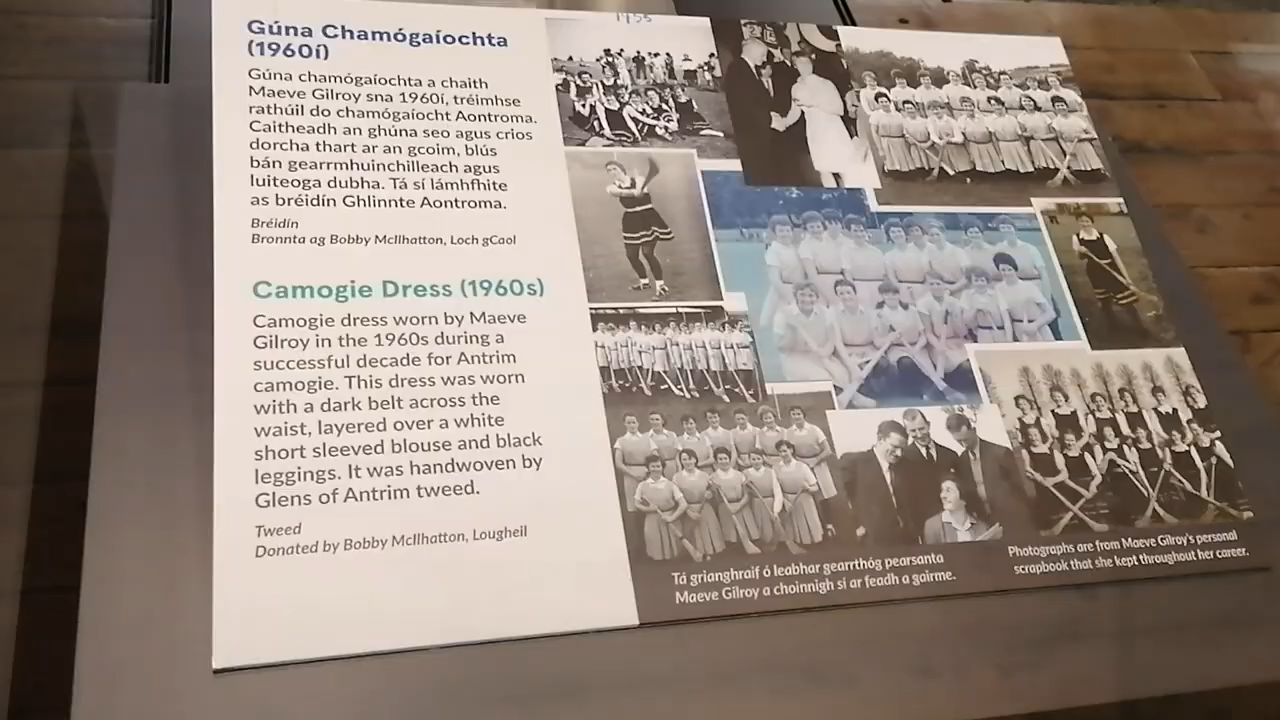 Gúna Chamógaíochta
(1960í)
Gúna chamógaíochta a chaith
Maeve Gilroy sna 1960í, tréimhse
rathúil do chamógaíocht Aontroma.
Caitheadh an ghúna seo agus crios
dorcha thart ar an gcoim, blús
bán gearrmhuinchilleach agus
luiteoga dubha. Tá sí lámhfhite
as bréidín Ghlinnte Aontroma.
Bréidín
Bronnta ag Bobby McIlhatton, Loch gCaol
Camogie Dress (1960s)
Camogie dress worn by Maeve
Gilroy in the 1960s during a
successful decade for Antrim
camogie. This dress was worn
with a dark belt across the
waist, layered over a white
short sleeved blouse and black
leggings. It was handwoven by
Glens of Antrim tweed.
Tweed
Donated by Bobby McIlhatton, Lougheil
1955
Tá grianghraif ó leabhar gearrthóg pearsanta
Maeve Gilroy a choinnigh sí ar feadh a gairme.
Photographs are from Maeve Gilroy's personal
scrapbook that she kept throughout her career.